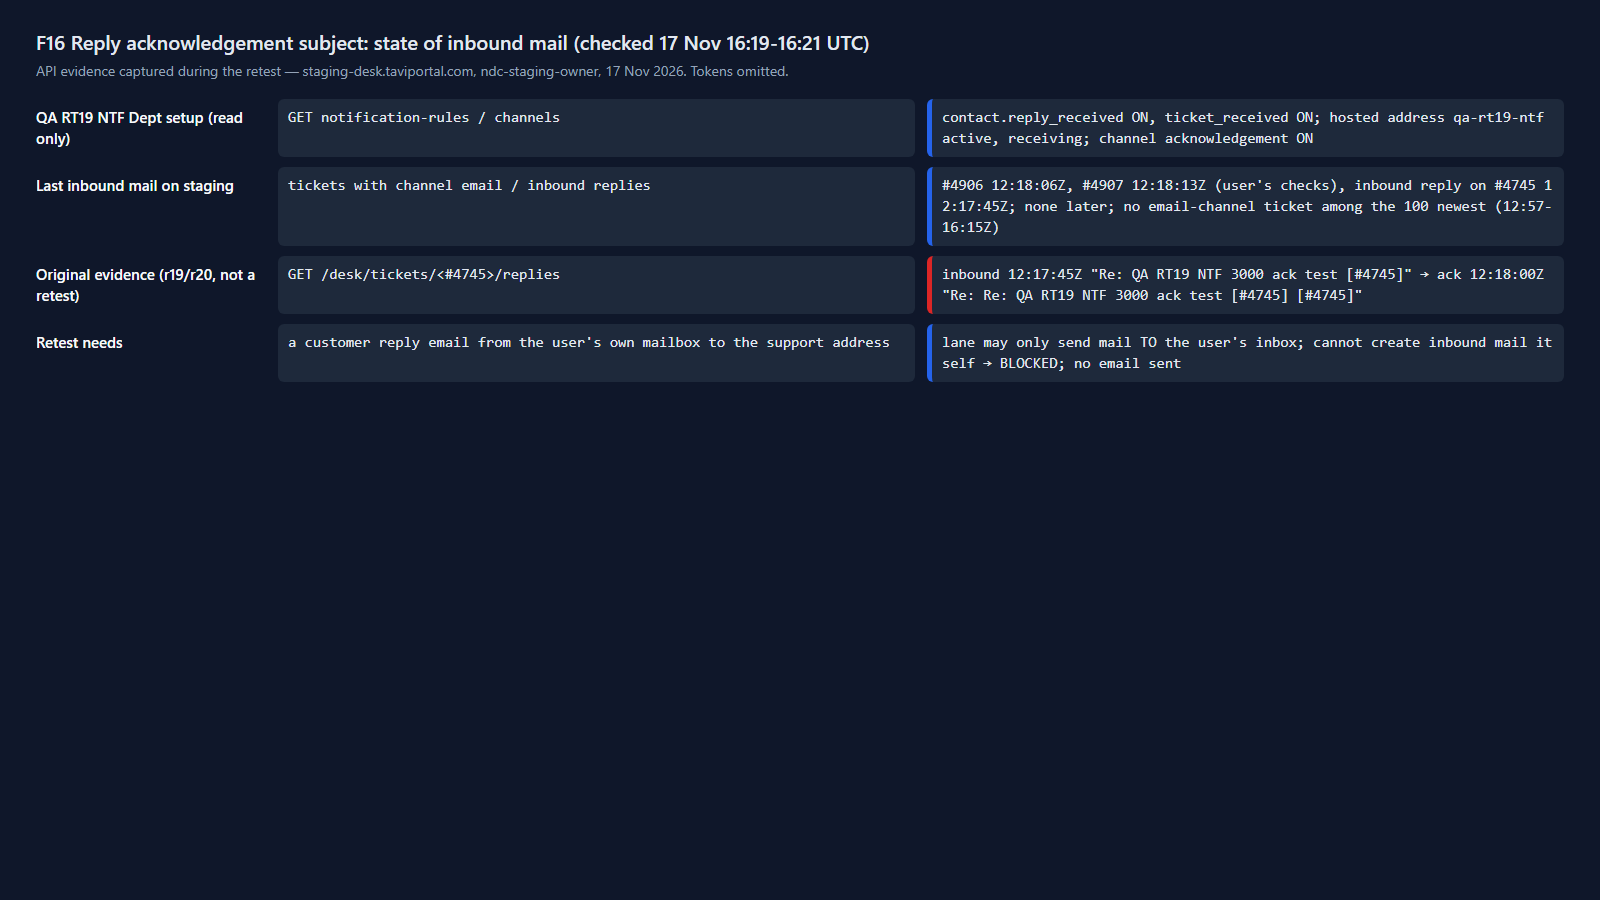 F16 Reply acknowledgement subject: state of inbound mail (checked 17 Nov 16:19-16:21 UTC)
API evidence captured during the retest — staging-desk.taviportal.com, ndc-staging-owner, 17 Nov 2026. Tokens omitted.
QA RT19 NTF Dept setup (read
only)
GET notification-rules / channels
contact.reply_received ON, ticket_received ON; hosted address qa-rt19-ntf
active, receiving; channel acknowledgement ON
Last inbound mail on staging
tickets with channel email / inbound replies
#4906 12:18:06Z, #4907 12:18:13Z (user's checks), inbound reply on #4745 1
2:17:45Z; none later; no email-channel ticket among the 100 newest (12:57-
16:15Z)
Original evidence (r19/r20, not a
retest)
GET /desk/tickets/<#4745>/replies
inbound 12:17:45Z "Re: QA RT19 NTF 3000 ack test [#4745]" → ack 12:18:00Z
"Re: Re: QA RT19 NTF 3000 ack test [#4745] [#4745]"
Retest needs
a customer reply email from the user's own mailbox to the support address
lane may only send mail TO the user's inbox; cannot create inbound mail it
self → BLOCKED; no email sent